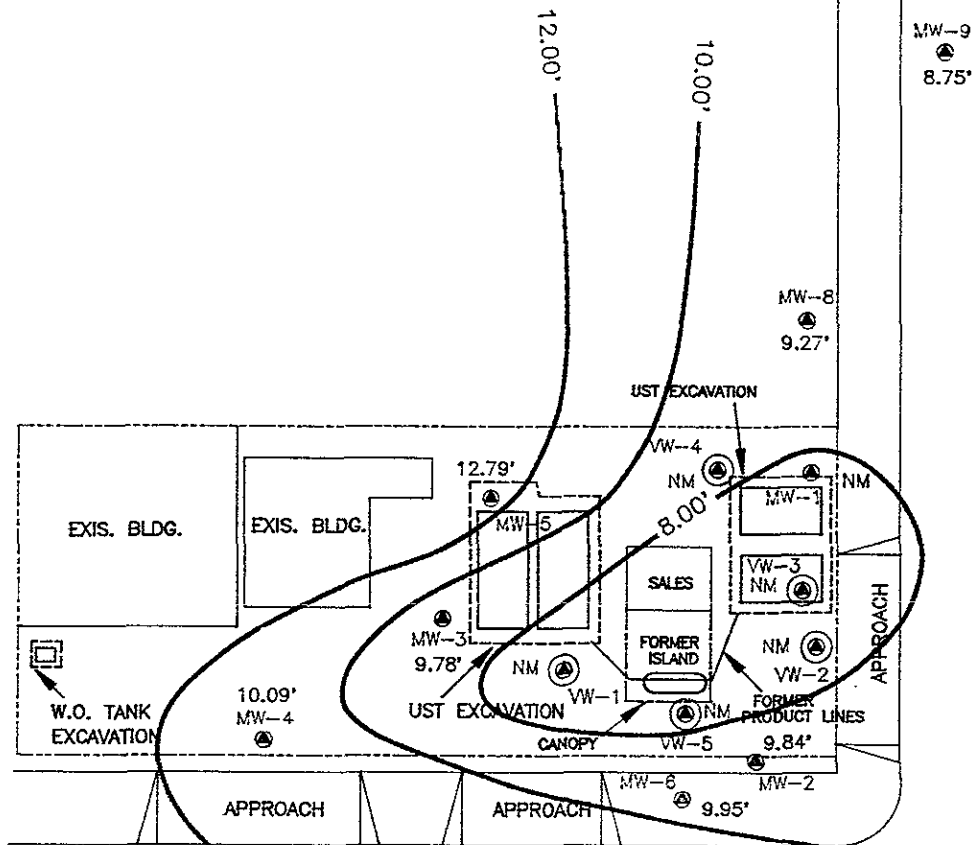 12.00'
10.00'
MW-9
8.75'
MW-8
9.27'
UST EXCAVATION
VW-4
NM
12.79'
MW-5
8.00'
MW-1
NM
EXIS. BLDG.
EXIS. BLDG.
SALES
VW-3
NM
MW-3
9.78'
FORMER
ISLAND
NM
VW-2
APPROACH
NM
VW-1
UST EXCAVATION
W.O. TANK
EXCAVATION
10.09'
MW-4
CANOPY
NM
VW-5
FORMER
PRODUCT LINES
9.84'
MW-2
MW-6
9.95'
APPROACH
APPROACH